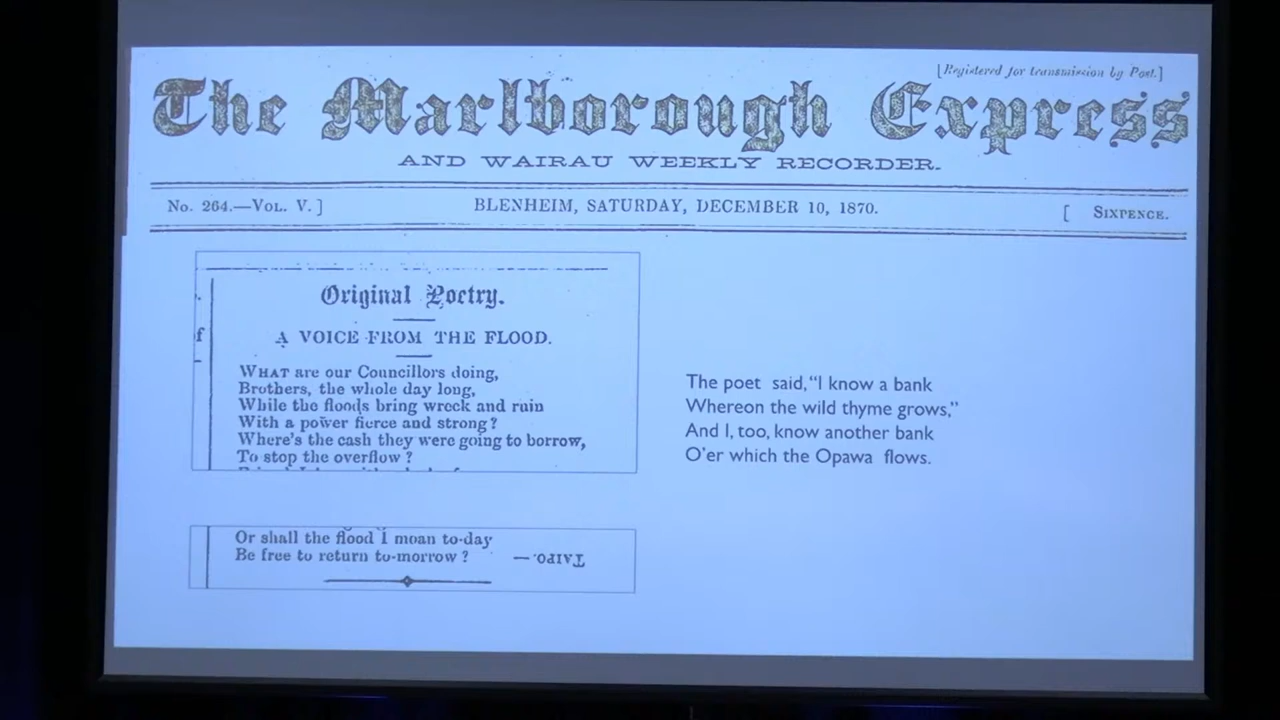 [Registered for transmission by Post.]
The Marlborough Express
AND WAIRAU WEEKLY RECORDER.
No. 264.—VOL. V.]
BLENHEIM, SATURDAY, DECEMBER 10, 1870.
[ SIXPENCE.
f
Original Poetry.
A VOICE FROM THE FLOOD.
WHAT are our Councillors doing,
Brothers, the whole day long,
While the floods bring wreck and ruin
With a power fierce and strong?
Where's the cash they were going to borrow,
To stop the overflow?
Or shall the flood I moan to-day
Be free to return to-morrow?
—TAIPO.
The poet said, "I know a bank
Whereon the wild thyme grows,"
And I, too, know another bank
O'er which the Opawa flows.